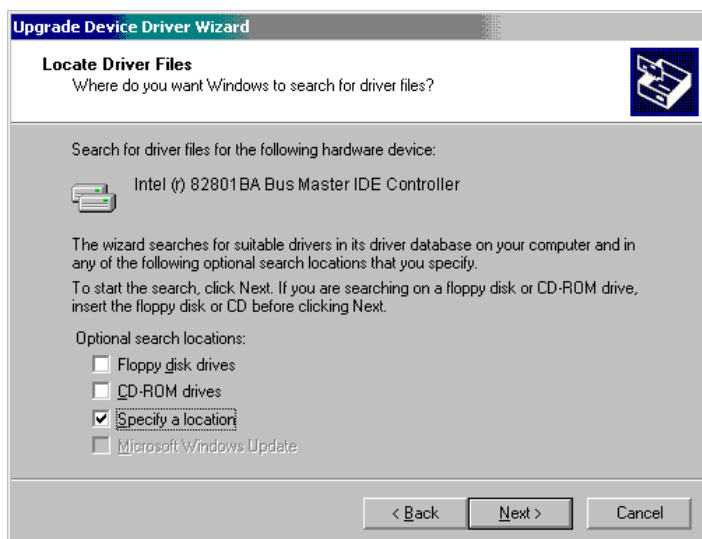 Upgrade Device Driver Wizard
Locate Driver Files
Where do you want Windows to search for driver files?
Search for driver files for the following hardware device:
Intel (r) 82801BA Bus Master IDE Controller
The wizard searches for suitable drivers in its driver database on your computer and in
any of the following optional search locations that you specify.
To start the search, click Next. If you are searching on a floppy disk or CD-ROM drive,
insert the floppy disk or CD before clicking Next.
Optional search locations:
Floppy disk drives
CD-ROM drives
Specify a location
Microsoft Windows Update
< Back
Next >
Cancel